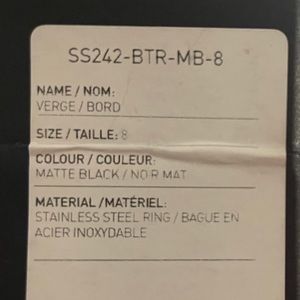 SS242-BTR-MB-8
NAME / NOM:
VERGE / BORD
SIZE / TAILLE: 8
COLOUR / COULEUR:
MATTE BLACK / NOIR MAT
MATERIAL / MATÉRIEL:
STAINLESS STEEL RING / BAGUE EN
ACIER INOXYDABLE